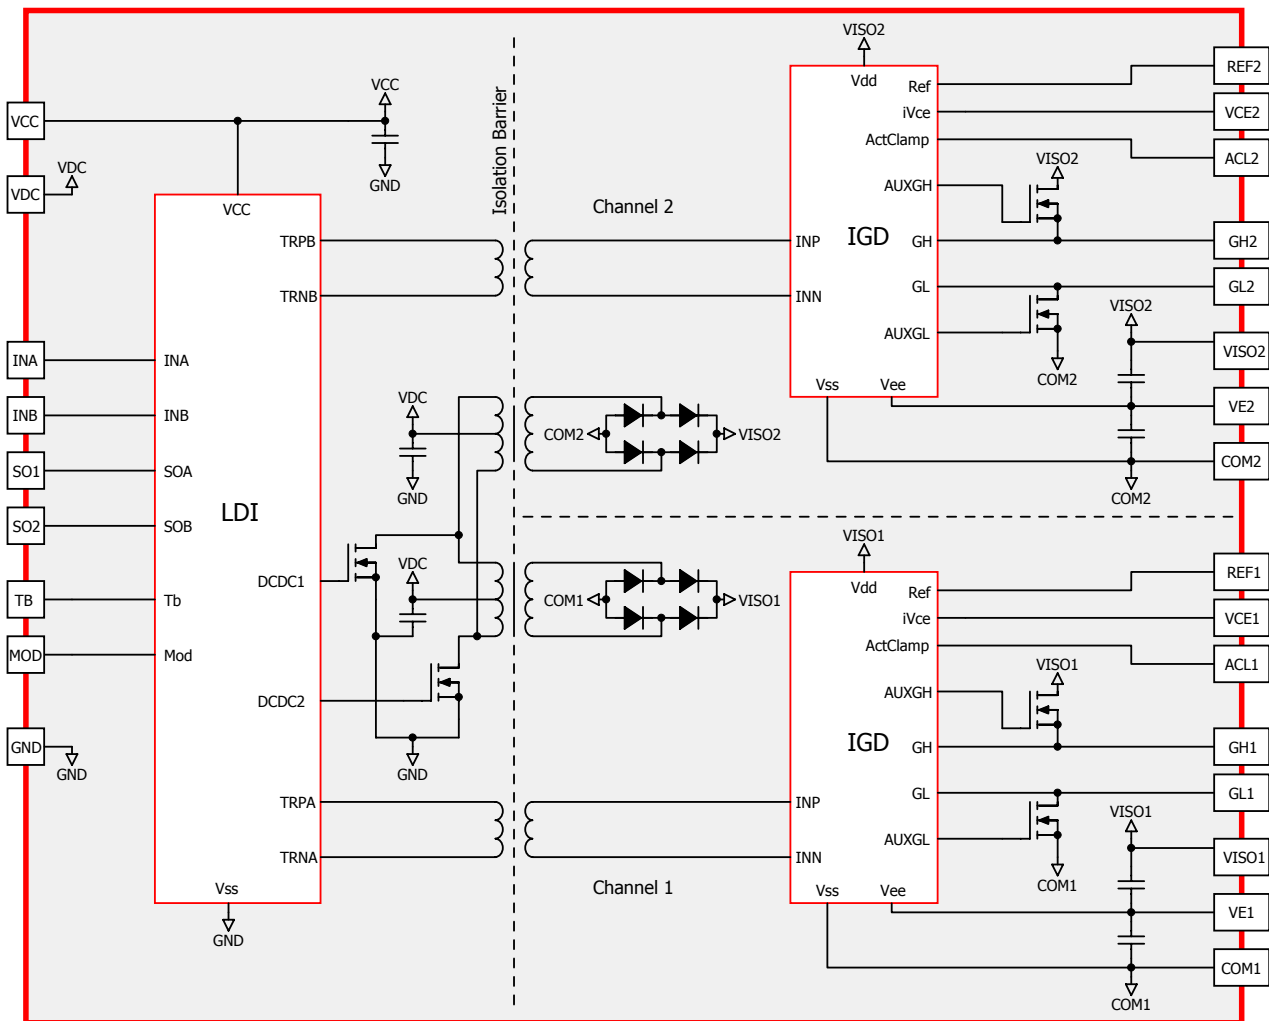 VISO2
REF2
Vdd
Ref
VCC
iVce
VCE2
VCC
ActClamp
ACL2
Isolation Barrier
VISO2
VDC
GND
VDC
AUXGH
VCC
Channel 2
TRPB
INP
IGD
GH
GH2
GL
GL2
TRNB
INN
VISO2
AUXGL
INA
INA
VISO2
COM2
Vss
Vee
VDC
INB
INB
VE2
COM2
VISO2
SO1
SOA
COM2
GND
COM2
LDI
SO2
SOB
VISO1
VDC
REF1
DCDC1
Vdd
Ref
TB
Tb
COM1
VISO1
iVce
VCE1
ActClamp
MOD
Mod
ACL1
VISO1
AUXGH
DCDC2
IGD
GH
GH1
GND
GND
GND
GL
GL1
TRPA
INP
VISO1
AUXGL
TRNA
INN
VISO1
COM1
Channel 1
Vss
Vss
Vee
VE1
GND
COM1
COM1